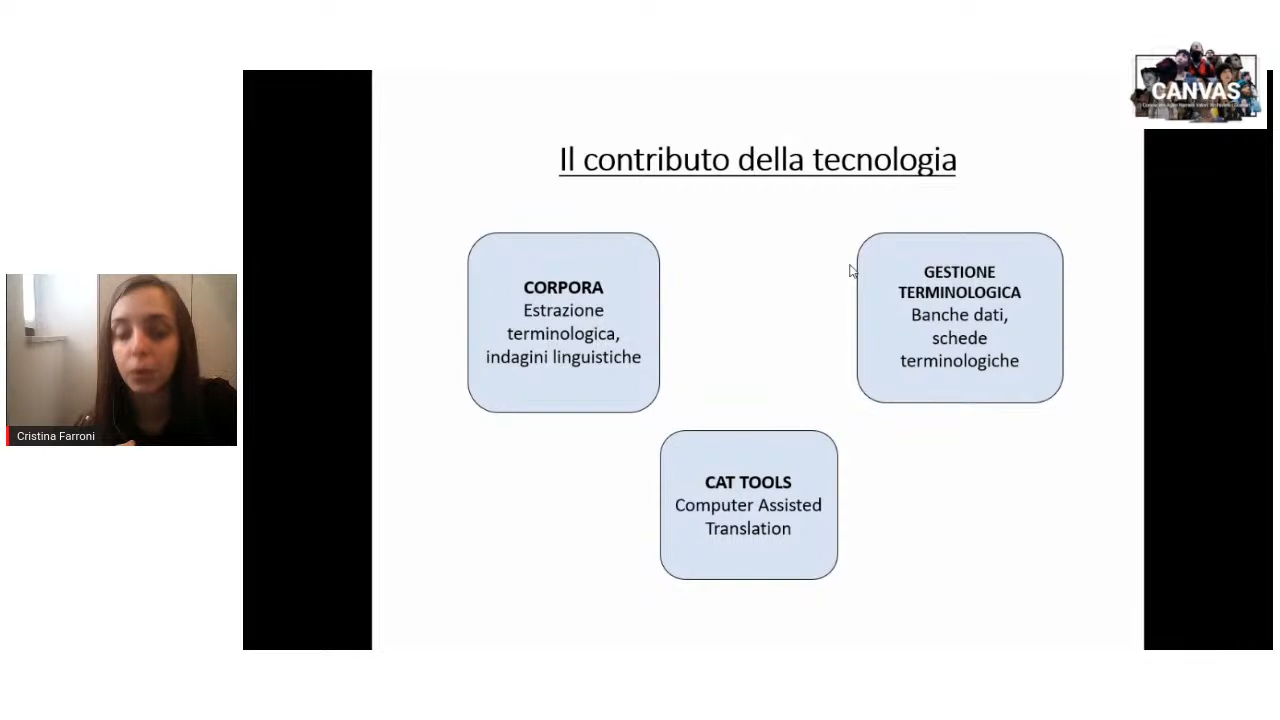 CANVAS
Il contributo della tecnologia
CORPORA
Estrazione
terminologica,
indagini linguistiche
GESTIONE
TERMINOLOGICA
Banche dati,
schede
terminologiche
CAT TOOLS
Computer Assisted
Translation
Cristina Farroni